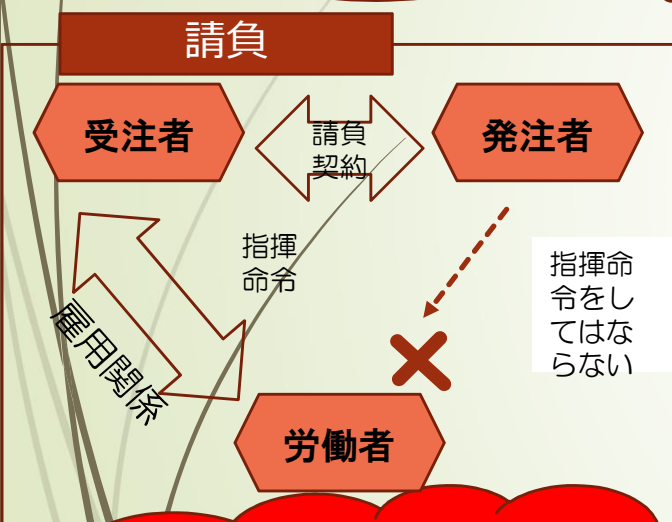 請負
受注者
請負
契約
発注者
指揮
命令
指揮命
令をし
てはな
らない
雇用関係
労働者